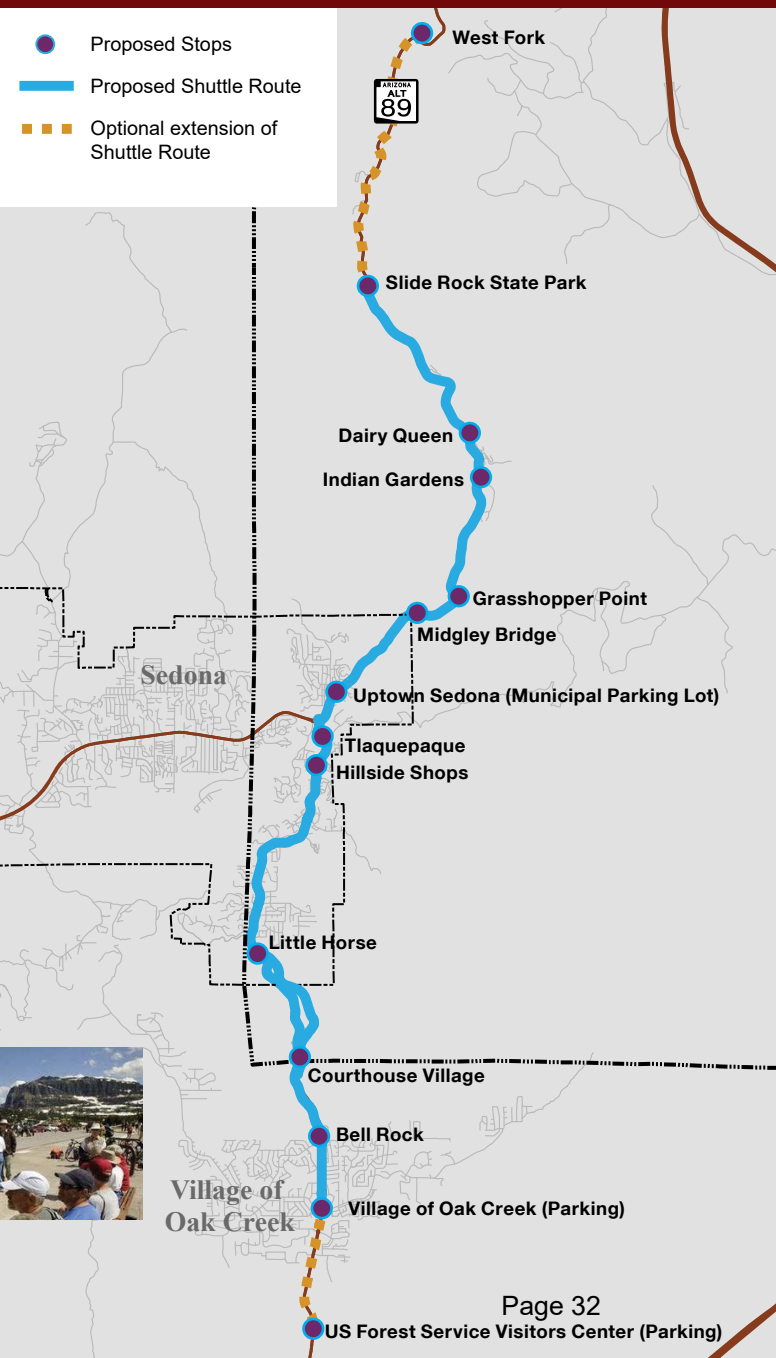 Proposed Stops
Proposed Shuttle Route
Optional extension of
Shuttle Route
West Fork
ARIZONA
ALT
89
Slide Rock State Park
Dairy Queen
Indian Gardens
Grasshopper Point
Midgley Bridge
Sedona
Uptown Sedona (Municipal Parking Lot)
Tlaquepaque
Hillside Shops
Little Horse
Courthouse Village
Bell Rock
Village of
Oak Creek
Village of Oak Creek (Parking)
Page 32
US Forest Service Visitors Center (Parking)